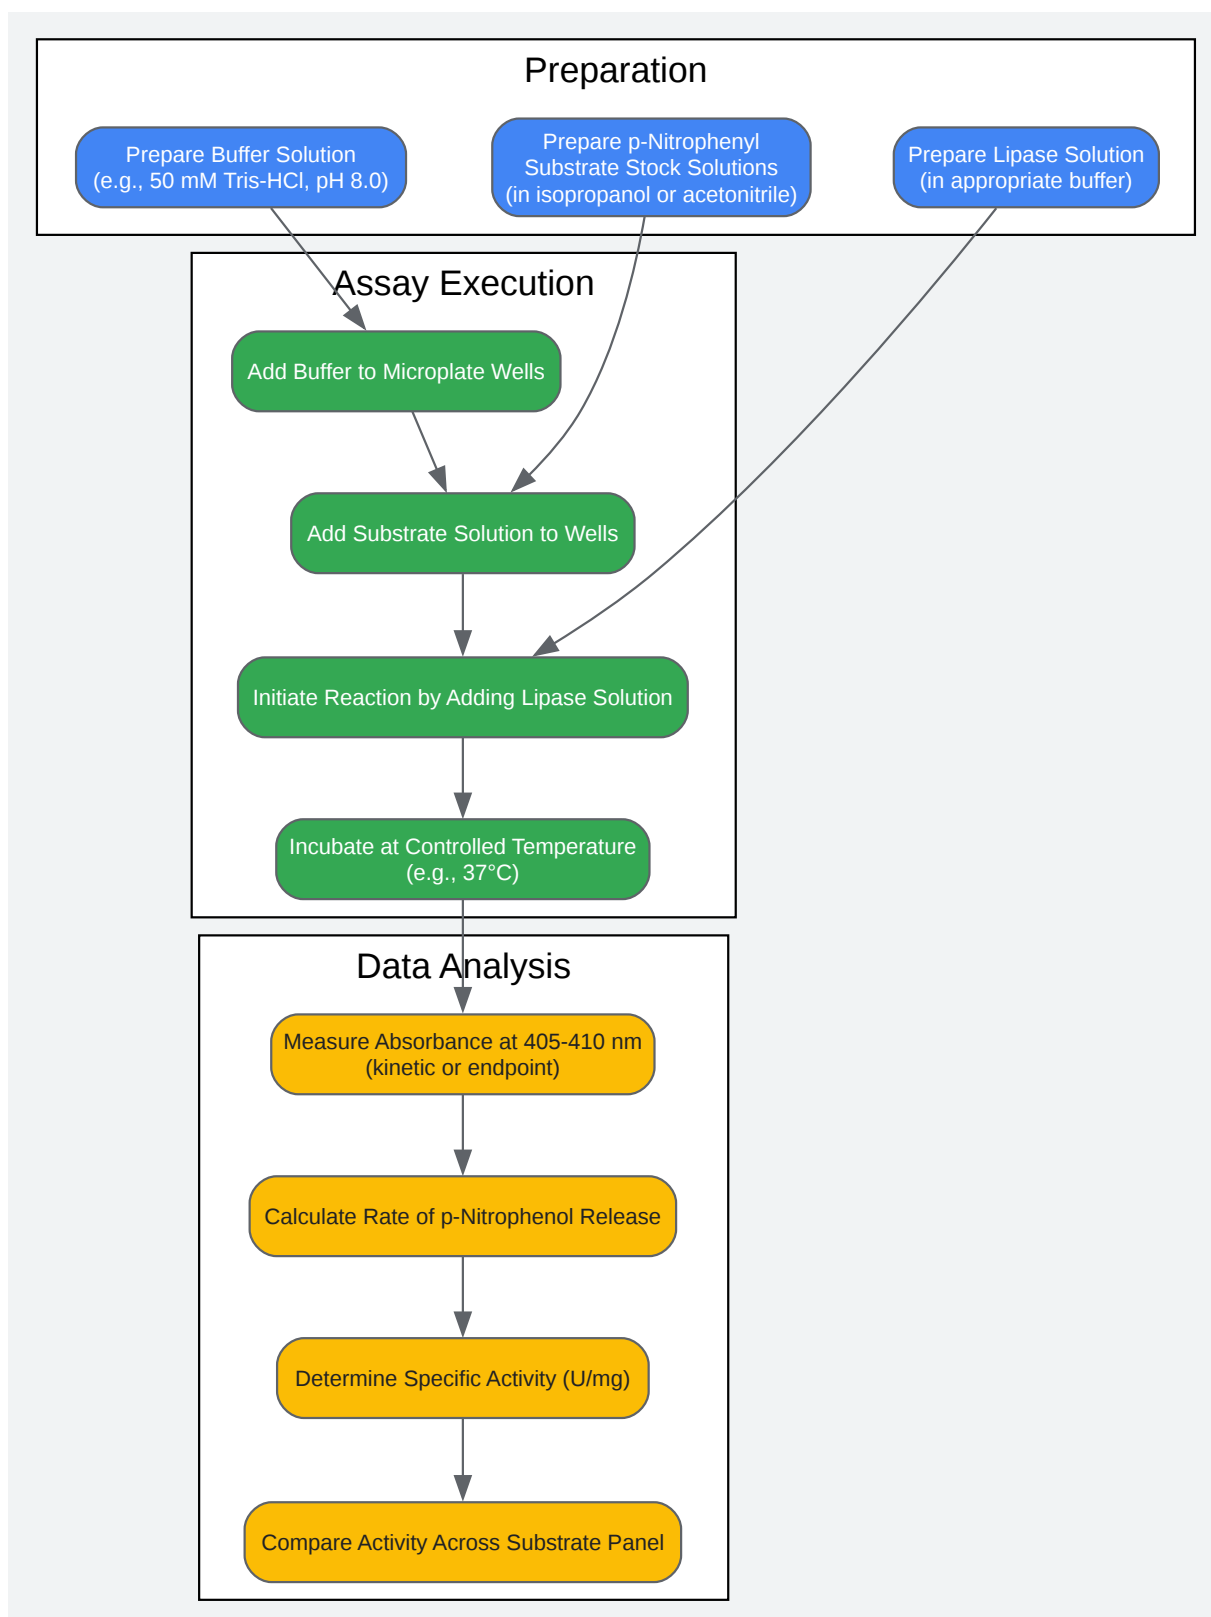 Preparation
Prepare Buffer Solution
(e.g., 50 mM Tris-HCl, pH 8.0)
Prepare p-Nitrophenyl
Substrate Stock Solutions
(in isopropanol or acetonitrile)
Prepare Lipase Solution
(in appropriate buffer)
Assay Execution
Add Buffer to Microplate Wells
Add Substrate Solution to Wells
Initiate Reaction by Adding Lipase Solution
Incubate at Controlled Temperature
(e.g., 37°C)
Data Analysis
Measure Absorbance at 405-410 nm
(kinetic or endpoint)
Calculate Rate of p-Nitrophenol Release
Determine Specific Activity (U/mg)
Compare Activity Across Substrate Panel